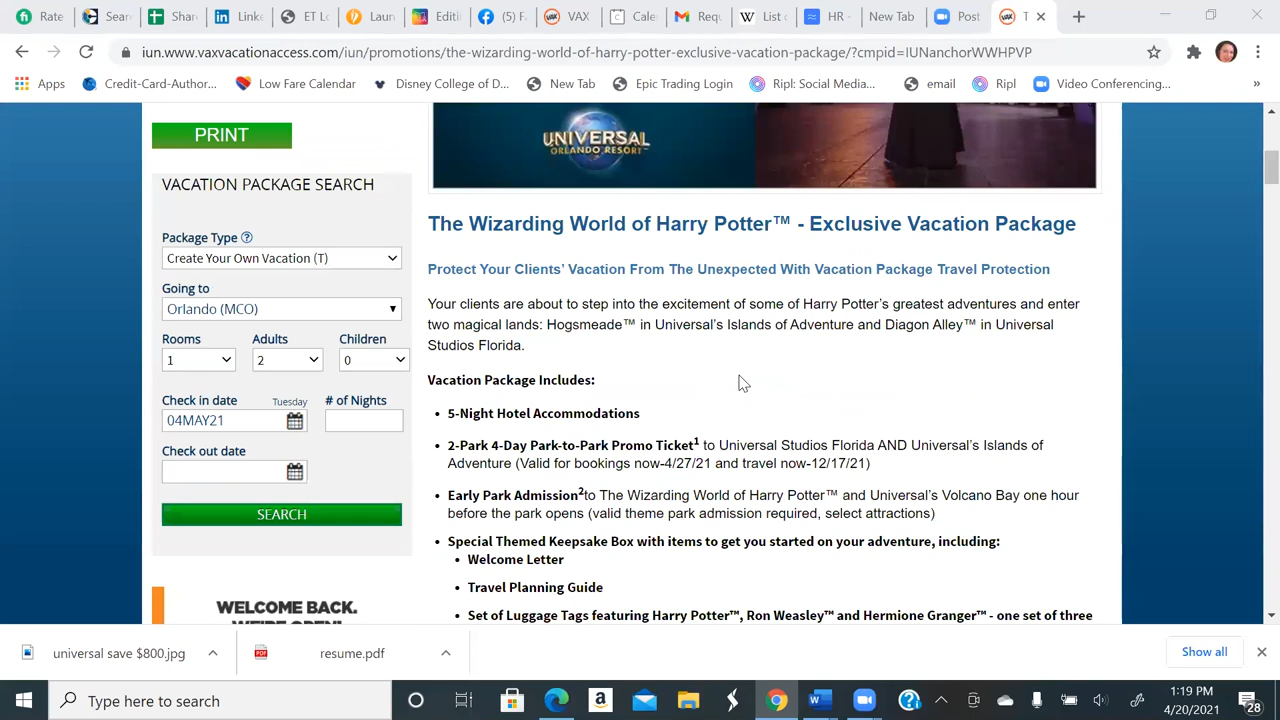 Rate
Sear
Shar
Linke
ET Lo
Laun
Editi
(5) F
VAX
Cale
Req
List o
HR -
New Tab
Post
T
iun.www.vaxvacationaccess.com/iun/promotions/the-wizarding-world-of-harry-potter-exclusive-vacation-package/?cmpid=IUNanchorWWHPVP
Apps
Credit-Card-Author...
Low Fare Calendar
Disney College of D...
New Tab
Epic Trading Login
Ripl: Social Media...
email
Ripl
Video Conferencing...
»
PRINT
UNIVERSAL
ORLANDO RESORT™
VACATION PACKAGE SEARCH
Package Type ?
Create Your Own Vacation (T)
Going to
Orlando (MCO)
Rooms Adults Children
1 2 0
Check in date Tuesday # of Nights
04MAY21
Check out date
SEARCH
WELCOME BACK.
WE'RE OPEN!
The Wizarding World of Harry Potter™ - Exclusive Vacation Package
Protect Your Clients' Vacation From The Unexpected With Vacation Package Travel Protection
Your clients are about to step into the excitement of some of Harry Potter's greatest adventures and enter
two magical lands: Hogsmeade™ in Universal's Islands of Adventure and Diagon Alley™ in Universal
Studios Florida.
Vacation Package Includes:
• 5-Night Hotel Accommodations
• 2-Park 4-Day Park-to-Park Promo Ticket1 to Universal Studios Florida AND Universal's Islands of
Adventure (Valid for bookings now-4/27/21 and travel now-12/17/21)
• Early Park Admission2to The Wizarding World of Harry Potter™ and Universal's Volcano Bay one hour
before the park opens (valid theme park admission required, select attractions)
• Special Themed Keepsake Box with items to get you started on your adventure, including:
• Welcome Letter
• Travel Planning Guide
• Set of Luggage Tags featuring Harry Potter™, Ron Weasley™ and Hermione Granger™ - one set of three
universal save $800.jpg
resume.pdf
Show all
Type here to search
1:19 PM
4/20/2021
28